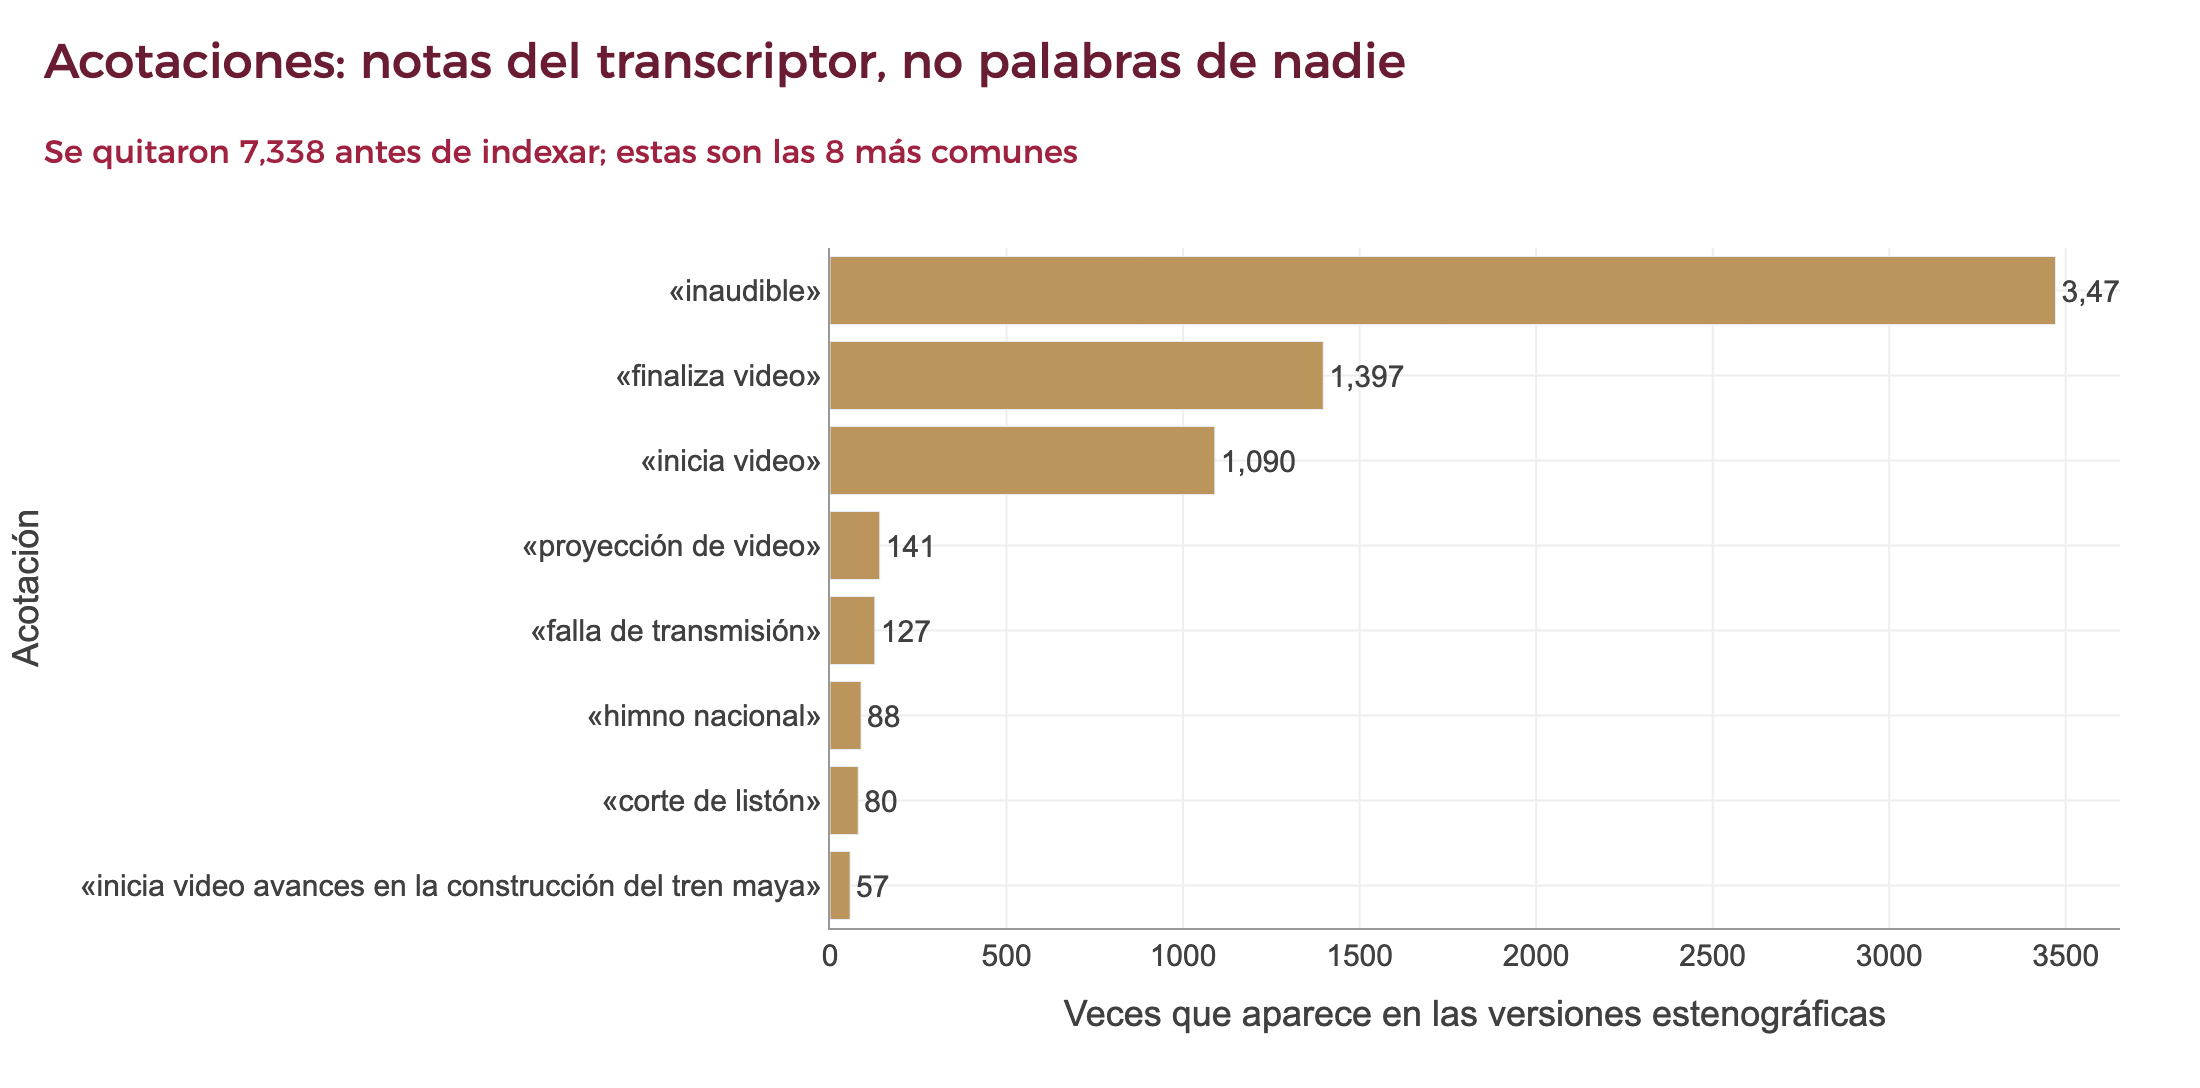 Acotaciones: notas del transcriptor, no palabras de nadie
Se quitaron 7,338 antes de indexar; estas son las 8 más comunes
Acotación
«inaudible» 3,47
«finaliza video» 1,397
«inicia video» 1,090
«proyección de video» 141
«falla de transmisión» 127
«himno nacional» 88
«corte de listón» 80
«inicia video avances en la construcción del tren maya» 57
0 500 1000 1500 2000 2500 3000 3500
Veces que aparece en las versiones estenográficas